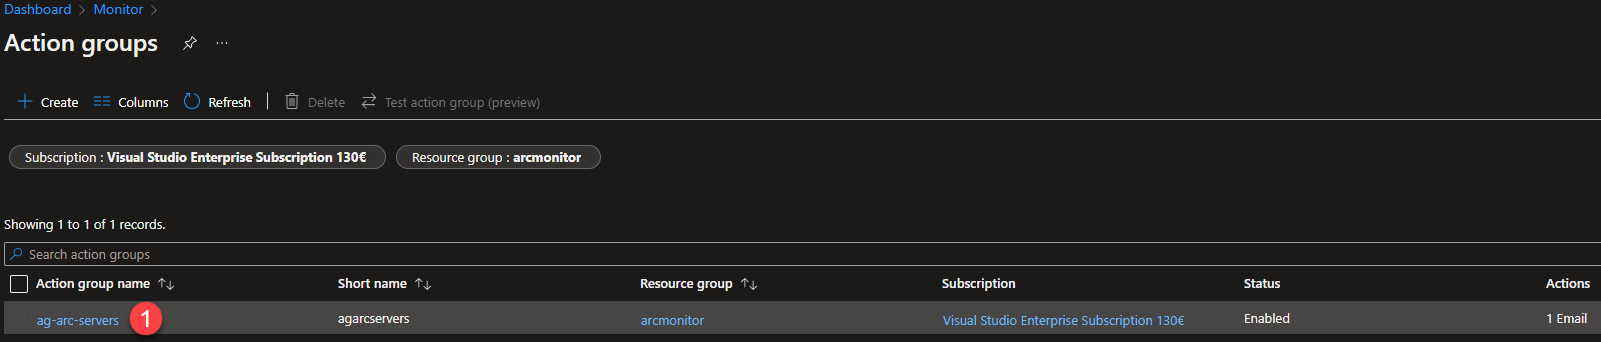 Dashboard > Monitor >
Action groups ...
Create Columns Refresh Delete Test action group (preview)
Subscription : Visual Studio Enterprise Subscription 130€ Resource group : arcmonitor
Showing 1 to 1 of 1 records.
Search action groups
Action group name ↑↓ Short name ↑↓ Resource group ↑↓ Subscription Status Actions
ag-arc-servers 1 agarcservers arcmonitor Visual Studio Enterprise Subscription 130€ Enabled 1 Email